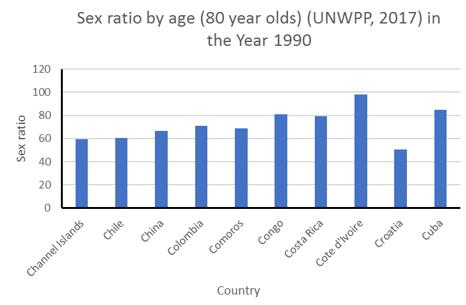 Sex ratio by age (80 year olds) (UNWPP, 2017) in
the Year 1990
120
100
80
60
40
20
0
Sex ratio
Channel Islands
Chile
China
Colombia
Comoros
Congo
Costa Rica
Cote d'Ivoire
Croatia
Cuba
Country